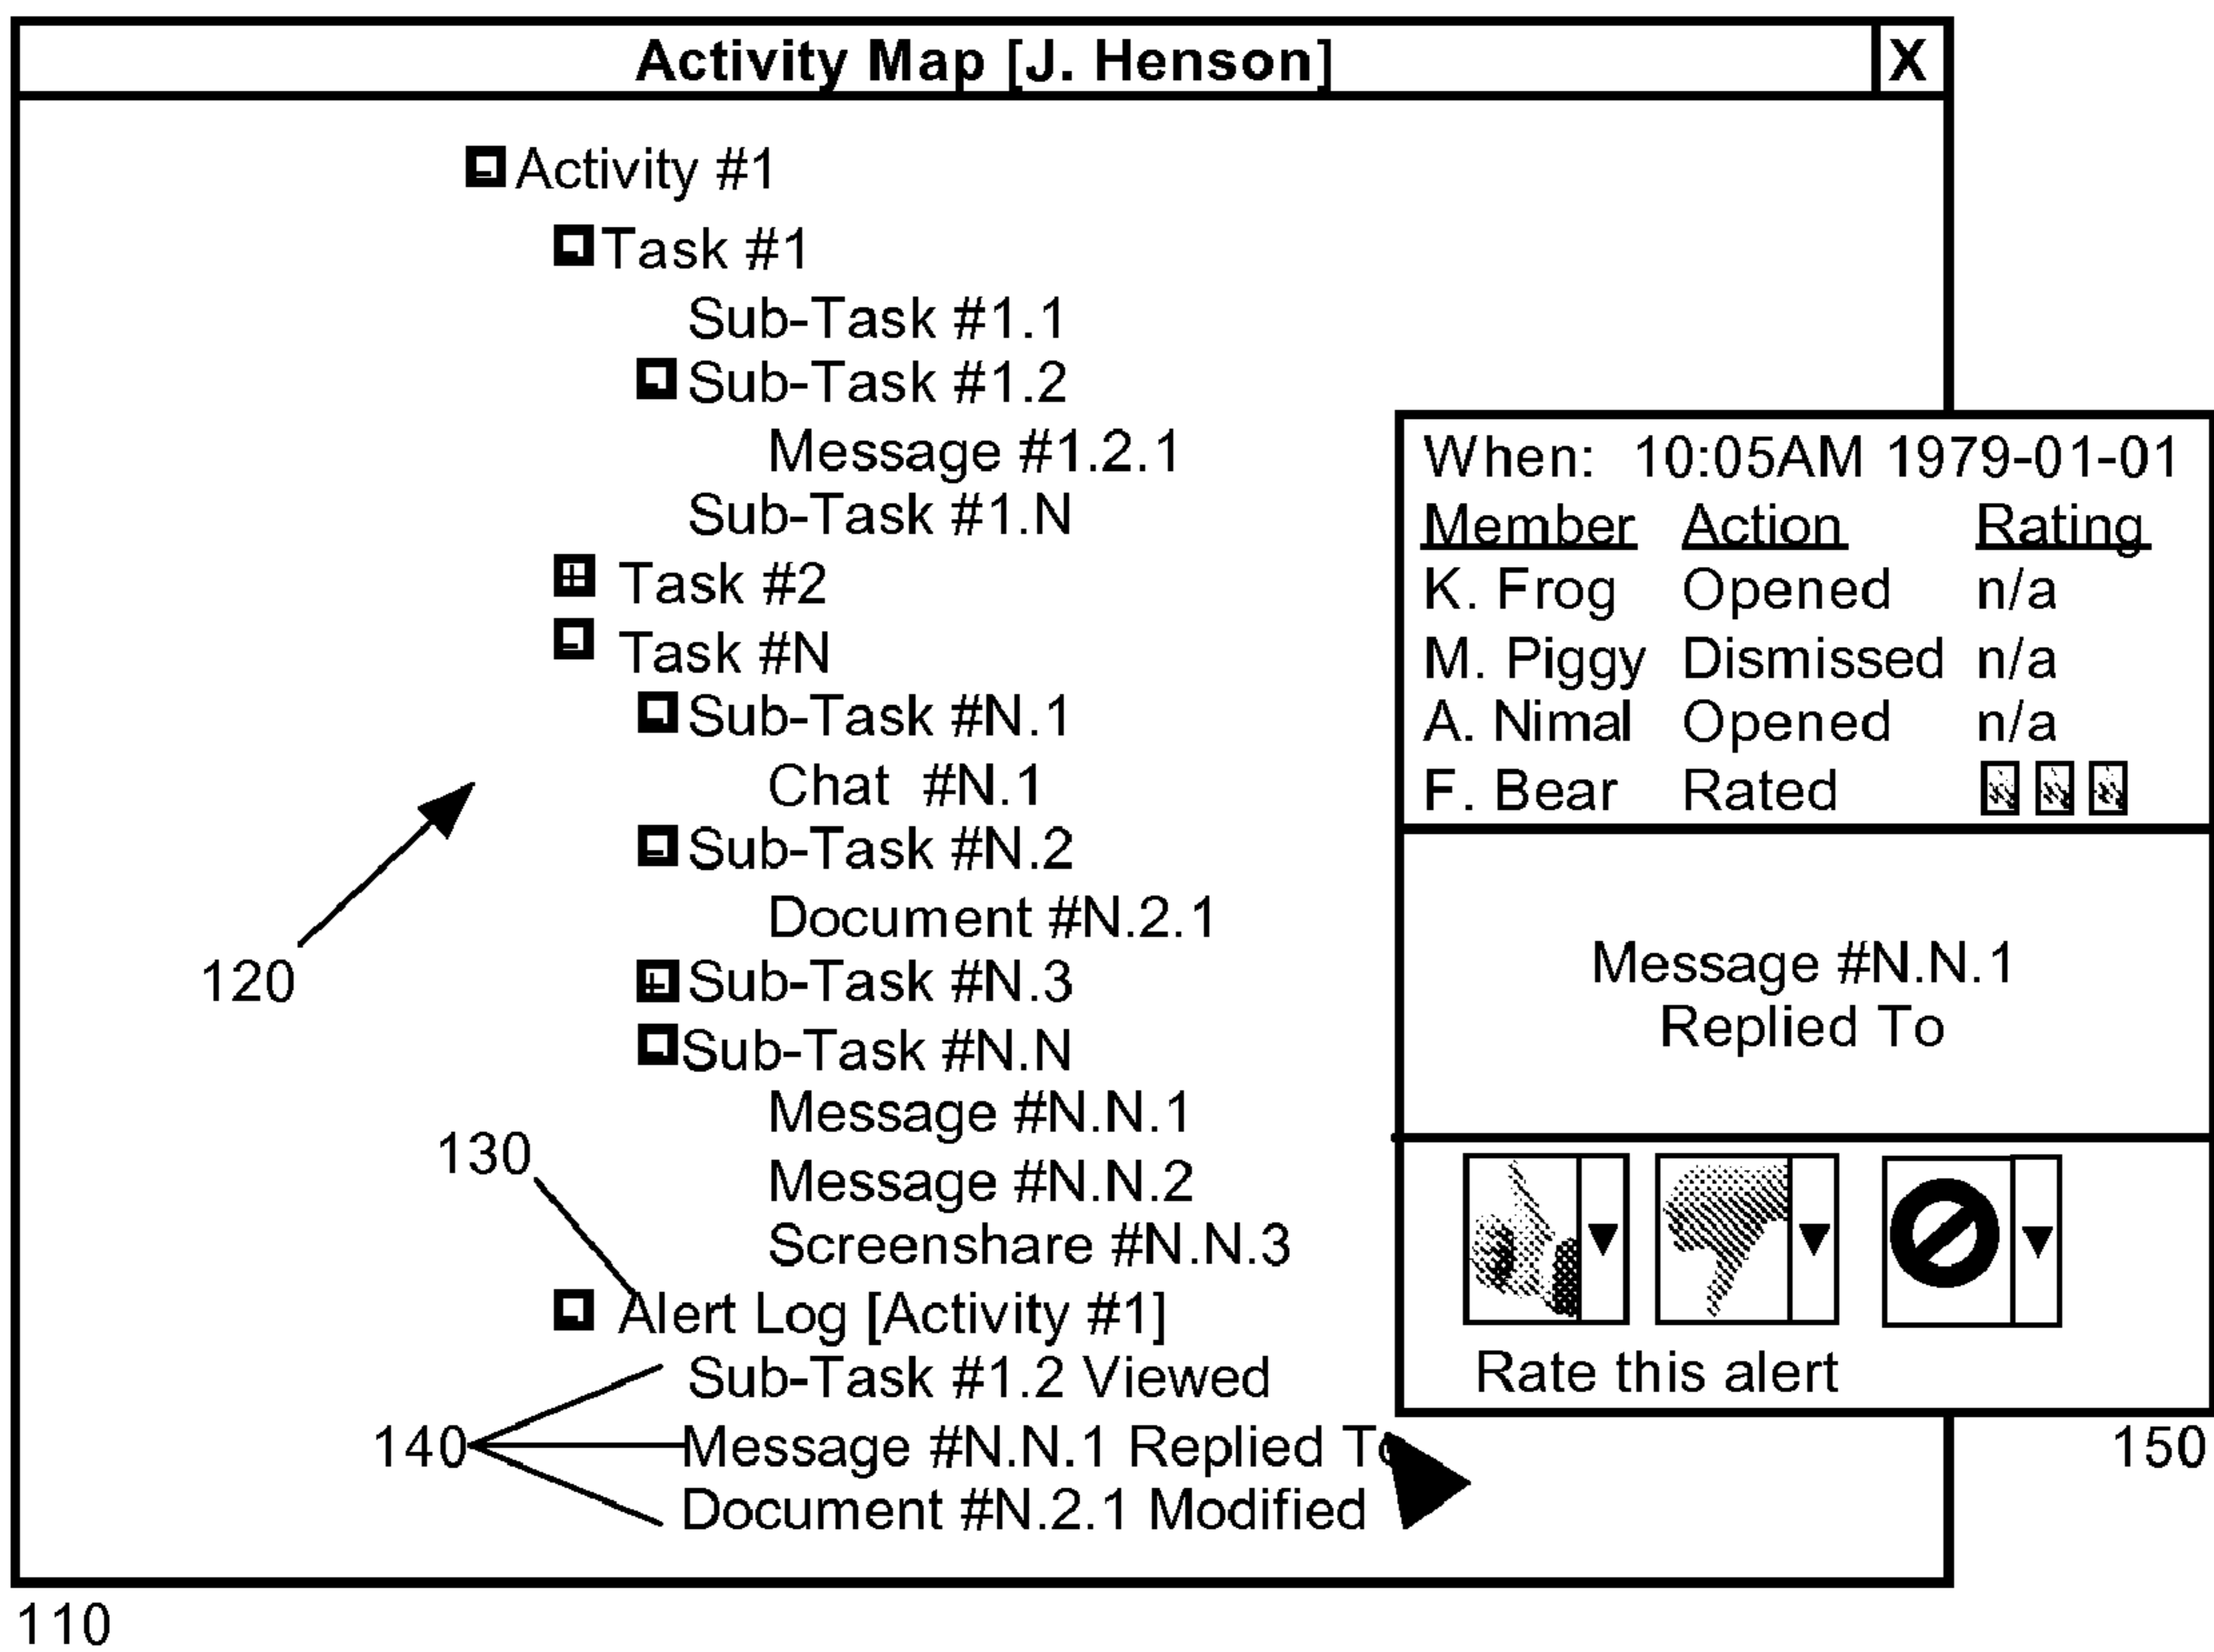 Activity Map [J. Henson]
X
Activity #1
Task #1
Sub-Task #1.1
Sub-Task #1.2
Message #1.2.1
Sub-Task #1.N
Task #2
Task #N
Sub-Task #N.1
Chat #N.1
Sub-Task #N.2
Document #N.2.1
Sub-Task #N.3
Sub-Task #N.N
Message #N.N.1
Message #N.N.2
Screenshare #N.N.3
Alert Log [Activity #1]
Sub-Task #1.2 Viewed
Message #N.N.1 Replied To
Document #N.2.1 Modified
120
130
140
110
When: 10:05AM 1979-01-01
Member Action Rating
K. Frog Opened n/a
M. Piggy Dismissed n/a
A. Nimal Opened n/a
F. Bear Rated
Message #N.N.1
Replied To
Rate this alert
150